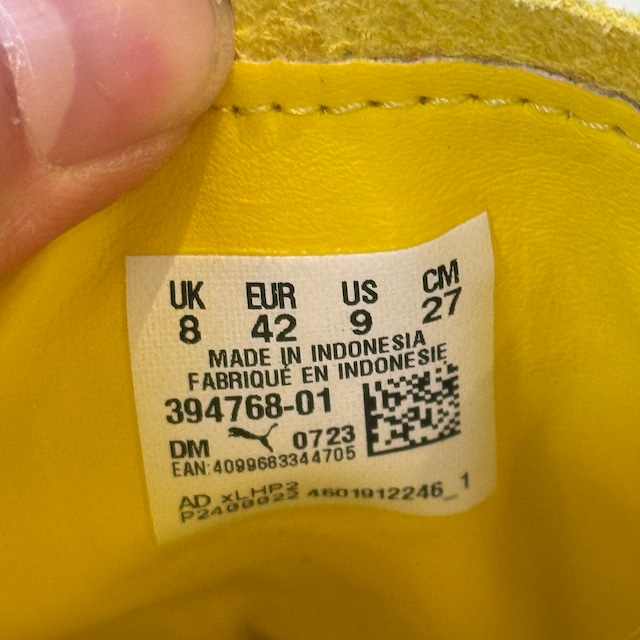 UK EUR US CM
8 42 9 27
MADE IN INDONESIA
FABRIQUÉ EN INDONESIE
394768-01
DM 0723
EAN:4099683344705
AD xLHP2
P2400022 4601912246_1